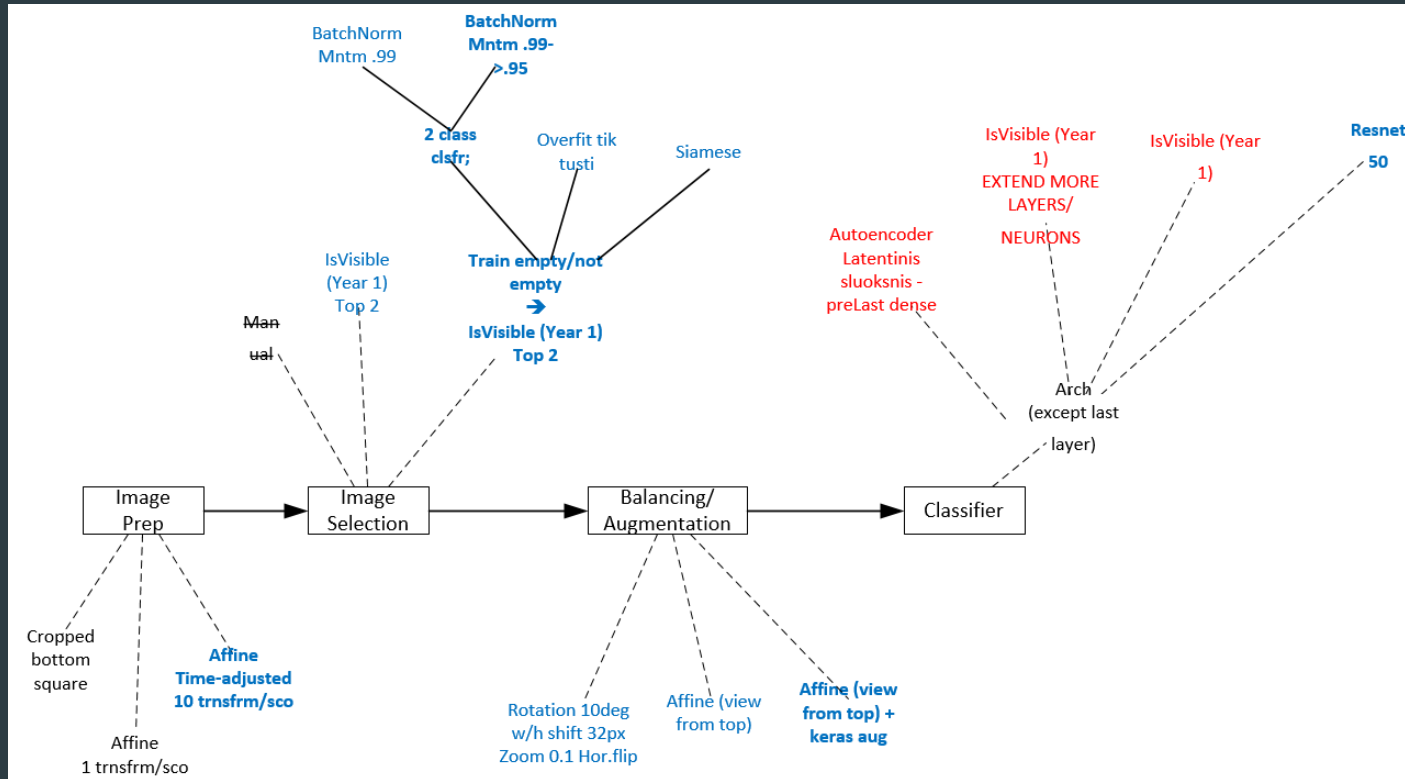 BatchNorm
Mntm .99
BatchNorm
Mntm .99-
>.95
2 class
clsfr;
Overfit tik
tusti
Siamese
IsVisible
(Year 1)
Top 2
Train empty/not
empty
➔
IsVisible (Year 1)
Top 2
Man
ual
Autoencoder
Latentinis
sluoksnis -
preLast dense
IsVisible (Year
1)
EXTEND MORE
LAYERS/
NEURONS
IsVisible (Year
1)
Resnet
50
Arch
(except last
layer)
Image
Prep
Image
Selection
Balancing/
Augmentation
Classifier
Cropped
bottom
square
Affine
1 trnsfrm/sco
Affine
Time-adjusted
10 trnsfrm/sco
Rotation 10deg
w/h shift 32px
Zoom 0.1 Hor.flip
Affine (view
from top)
Affine (view
from top) +
keras aug